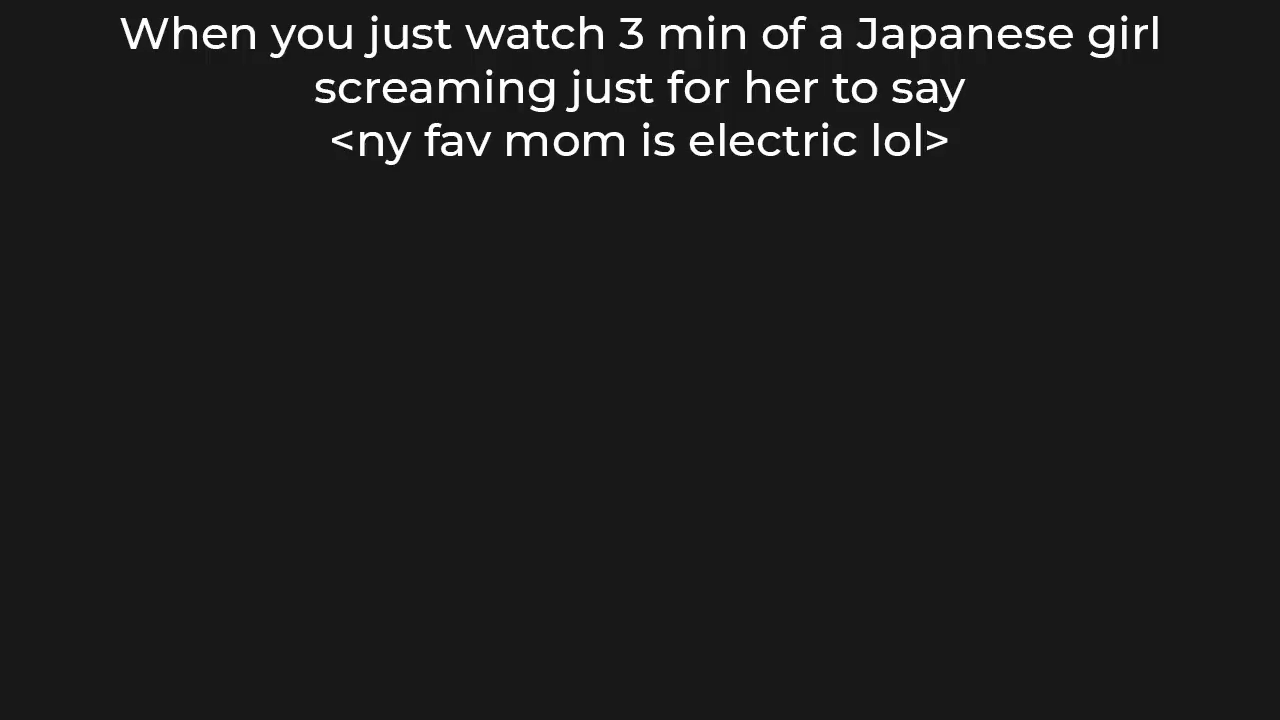 When you just watch 3 min of a Japanese girl
screaming just for her to say
<ny fav mom is electric lol>